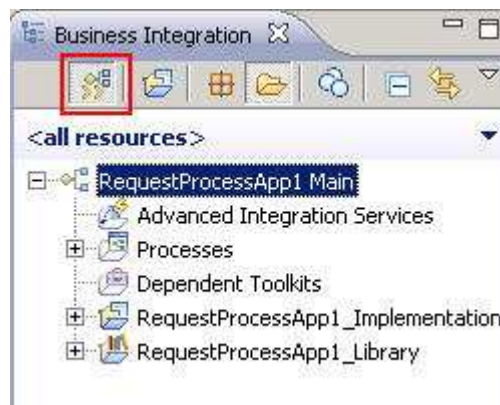 Business Integration
<all resources>
RequestProcessApp1 Main
Advanced Integration Services
Processes
Dependent Toolkits
RequestProcessApp1_Implementation
RequestProcessApp1_Library